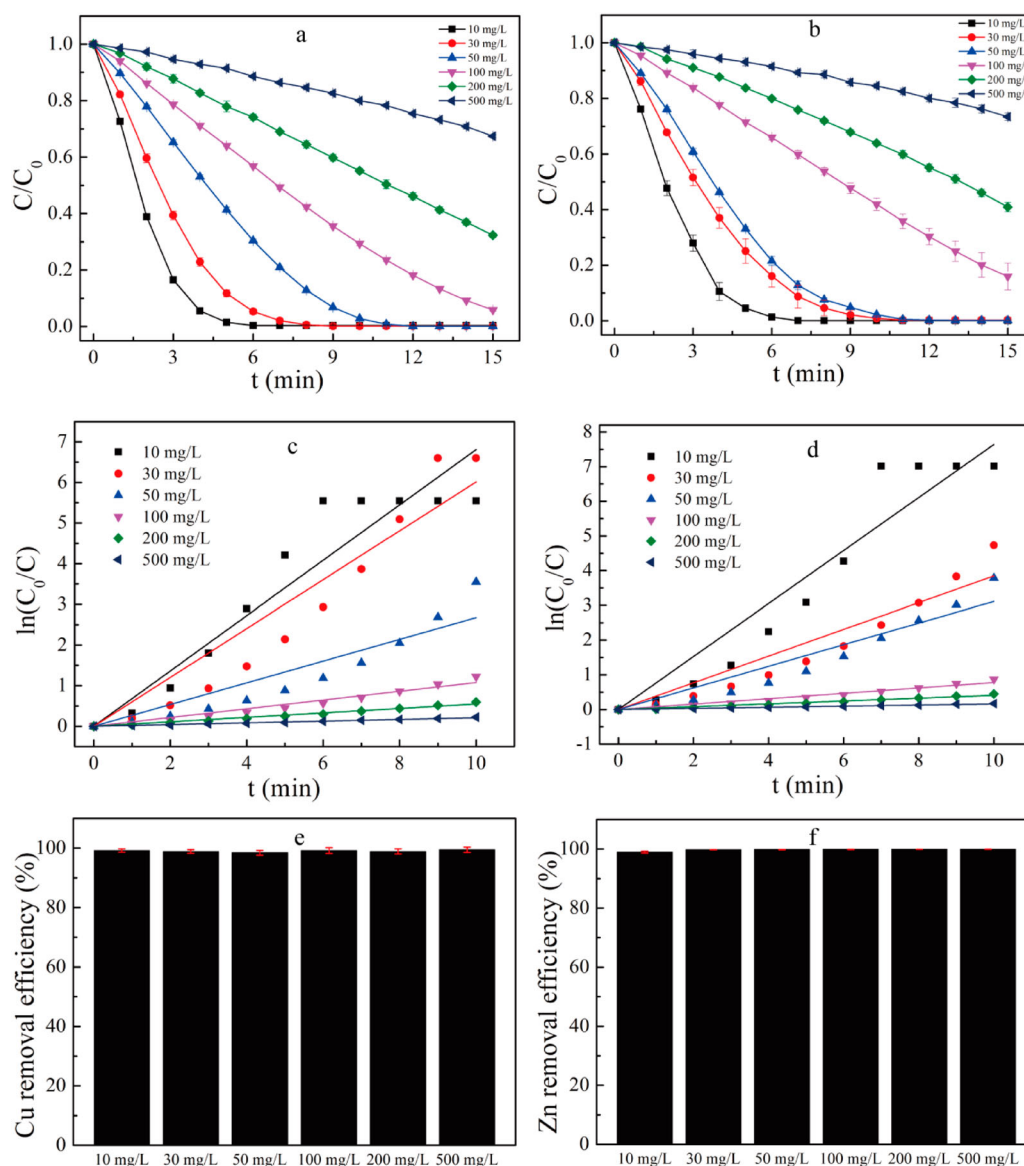 a
10 mg/L
30 mg/L
50 mg/L
100 mg/L
200 mg/L
500 mg/L
1.0
0.8
0.6
0.4
0.2
0.0
C/C0
0 3 6 9 12 15
t (min)
b
10 mg/L
30 mg/L
50 mg/L
100 mg/L
200 mg/L
500 mg/L
1.0
0.8
0.6
0.4
0.2
0.0
C/C0
0 3 6 9 12 15
t (min)
c
10 mg/L
30 mg/L
50 mg/L
100 mg/L
200 mg/L
500 mg/L
7
6
5
4
3
2
1
0
ln(C0/C)
0 2 4 6 8 10
t (min)
d
10 mg/L
30 mg/L
50 mg/L
100 mg/L
200 mg/L
500 mg/L
8
7
6
5
4
3
2
1
0
-1
ln(C0/C)
0 2 4 6 8 10
t (min)
e
100
80
60
40
20
0
Cu removal efficiency (%)
10 mg/L 30 mg/L 50 mg/L 100 mg/L 200 mg/L 500 mg/L
f
100
80
60
40
20
0
Zn removal efficiency (%)
10 mg/L 30 mg/L 50 mg/L 100 mg/L 200 mg/L 500 mg/L